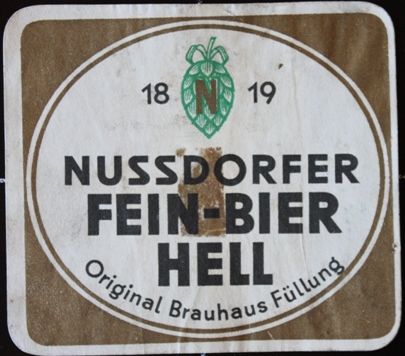 18 N 19
NUSSDORFER
FEIN-BIER
HELL
Original Brauhaus Füllung